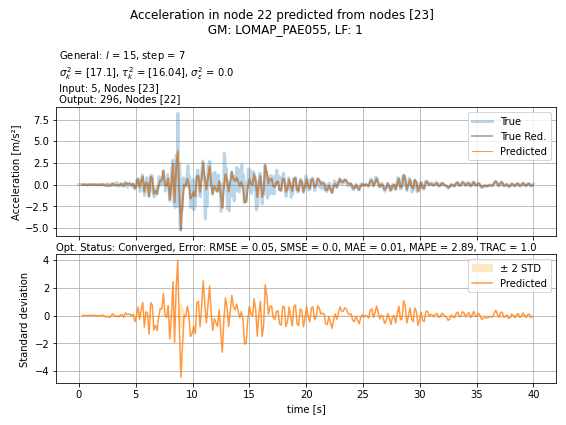 Acceleration in node 22 predicted from nodes [23]
GM: LOMAP_PAE055, LF: 1
General: l = 15, step = 7
σ²ₖ = [17.1], τ²ₖ = [16.04], σ²ε = 0.0
Input: 5, Nodes [23]
Output: 296, Nodes [22]
Acceleration [m/s²]
7.5
5.0
2.5
0.0
−2.5
−5.0
True
True Red.
Predicted
Opt. Status: Converged, Error: RMSE = 0.05, SMSE = 0.0, MAE = 0.01, MAPE = 2.89, TRAC = 1.0
Standard deviation
4
2
0
−2
−4
± 2 STD
Predicted
0 5 10 15 20 25 30 35 40
time [s]